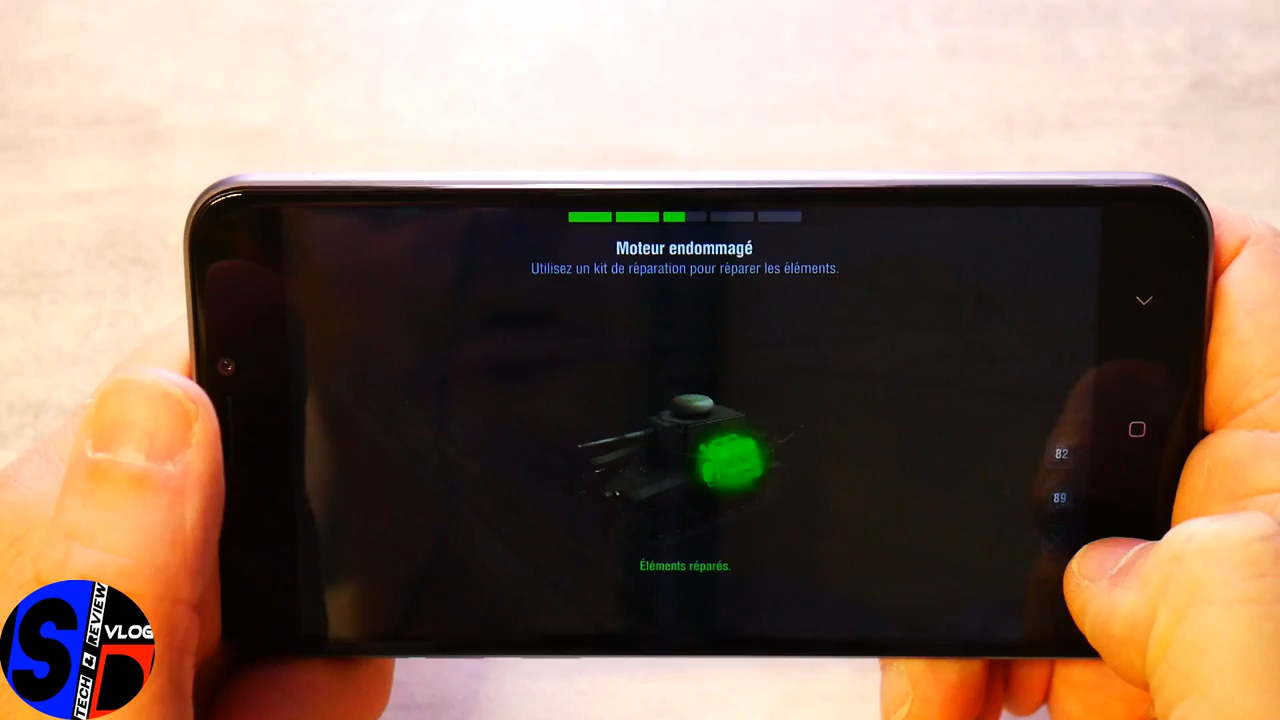 Moteur endommagé
Utilisez un kit de réparation pour réparer les éléments.
82
89
Éléments réparés.
S D
TECH & REVIEW
VLOG